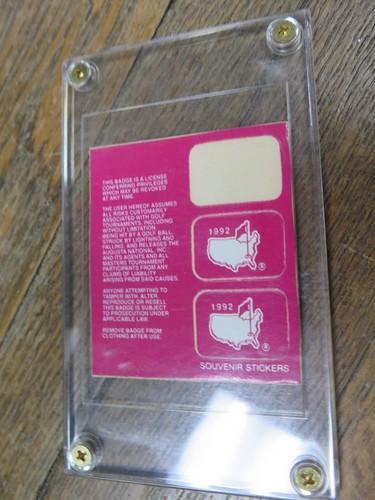 THIS BADGE IS A LICENSE
CONFERRING PRIVILEGES
WHICH MAY BE REVOKED
AT ANY TIME.
THE USER HEREOF ASSUMES
ALL RISKS CUSTOMARILY
ASSOCIATED WITH GOLF
TOURNAMENTS, INCLUDING
WITHOUT LIMITATION
BEING HIT BY A GOLF BALL,
STRUCK BY LIGHTNING AND
FALLING, AND RELEASES THE
AUGUSTA NATIONAL, INC.
AND ITS AGENTS AND ALL
MASTERS TOURNAMENT
PARTICIPANTS FROM ANY
CLAIMS OF LIABILITY
ARISING FROM SAID CAUSES.
ANYONE ATTEMPTING TO
TAMPER WITH, ALTER
REPRODUCE OR RESELL
THIS BADGE IS SUBJECT
TO PROSECUTION UNDER
APPLICABLE LAW.
REMOVE BADGE FROM
CLOTHING AFTER USE.
1992
®
1992
®
SOUVENIR STICKERS